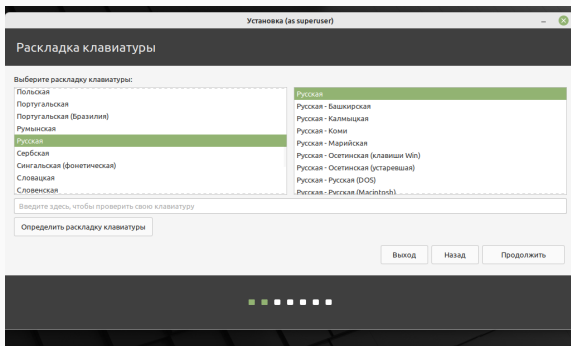 Установка (as superuser)
Раскладка клавиатуры
Выберите раскладку клавиатуры:
Польская
Португальская
Португальская (Бразилия)
Румынская
Русская
Сербская
Сингальская (фонетическая)
Словацкая
Словенская
Русская
Русская - Башкирская
Русская - Калмыцкая
Русская - Коми
Русская - Марийская
Русская - Осетинская (клавиши Win)
Русская - Осетинская (устаревшая)
Русская - Русская (DOS)
Русская - Русская (Macintosh)
Введите здесь, чтобы проверить свою клавиатуру
Определить раскладку клавиатуры
Выход
Назад
Продолжить